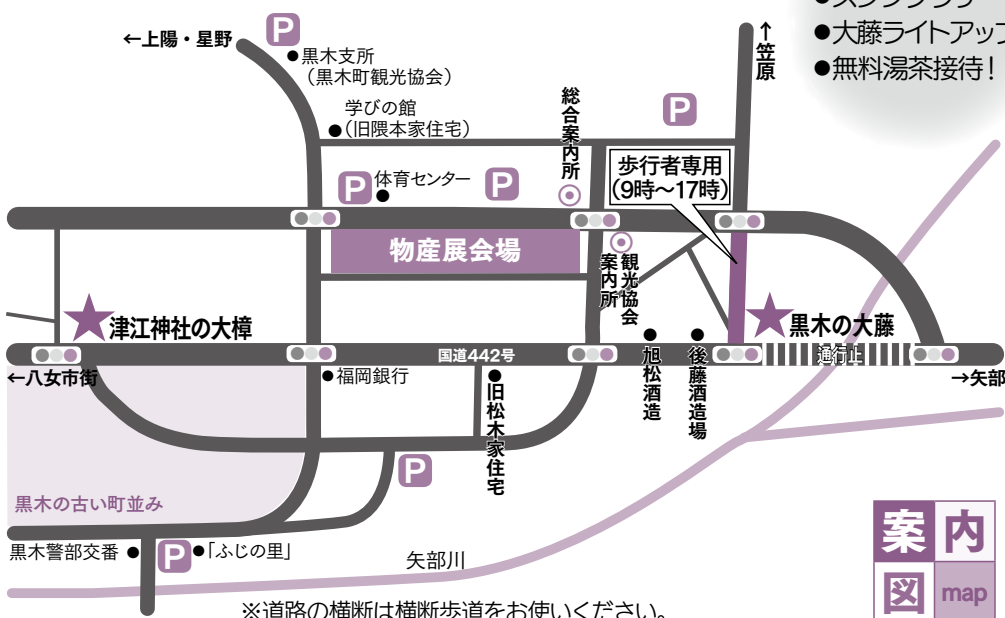 ●スタンプラリー
●大藤ライトアップ
●無料湯茶接待！
←上陽・星野
P
●黒木支所
（黒木町観光協会）
学びの館
●（旧隈本家住宅）
総合案内所
P
↑笠原
歩行者専用
（9時〜17時）
P
体育センター
P
物産展会場
観光協会
案内所
津江神社の大樟
黒木の大藤
国道442号
通行止
←八女市街
→矢部
●福岡銀行
●旧松木家住宅
●旭松酒造
●後藤酒造場
黒木の古い町並み
P
黒木警部交番●
P
●「ふじの里」
矢部川
※道路の横断は横断歩道をお使いください。
案内
図 map